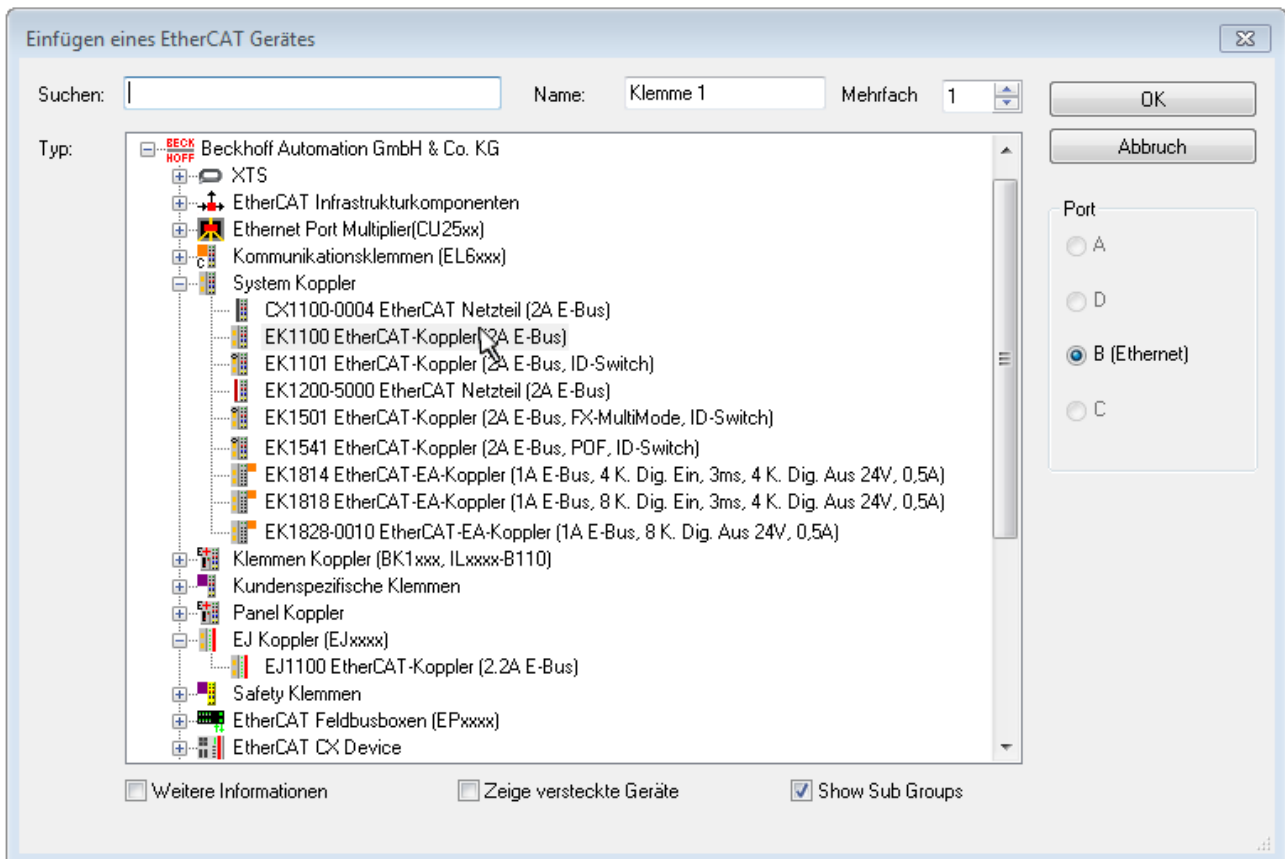 Einfügen eines EtherCAT Gerätes
Suchen: Name: Klemme 1 Mehrfach 1 OK
Typ: Abbruch
BECKHOFF Beckhoff Automation GmbH & Co. KG
XTS
EtherCAT Infrastrukturkomponenten
Ethernet Port Multiplier(CU25xx)
C Kommunikationsklemmen (EL6xxx)
System Koppler
CX1100-0004 EtherCAT Netzteil (2A E-Bus)
EK1100 EtherCAT-Koppler (2A E-Bus)
EK1101 EtherCAT-Koppler (2A E-Bus, ID-Switch)
EK1200-5000 EtherCAT Netzteil (2A E-Bus)
EK1501 EtherCAT-Koppler (2A E-Bus, FX-MultiMode, ID-Switch)
EK1541 EtherCAT-Koppler (2A E-Bus, POF, ID-Switch)
EK1814 EtherCAT-EA-Koppler (1A E-Bus, 4 K. Dig. Ein, 3ms, 4 K. Dig. Aus 24V, 0,5A)
EK1818 EtherCAT-EA-Koppler (1A E-Bus, 8 K. Dig. Ein, 3ms, 4 K. Dig. Aus 24V, 0,5A)
EK1828-0010 EtherCAT-EA-Koppler (1A E-Bus, 8 K. Dig. Aus 24V, 0,5A)
Klemmen Koppler (BK1xxx, ILxxxx-B110)
Kundenspezifische Klemmen
Panel Koppler
EJ Koppler (EJxxxx)
EJ1100 EtherCAT-Koppler (2.2A E-Bus)
Safety Klemmen
EtherCAT Feldbusboxen (EPxxxx)
EtherCAT CX Device
Port
A
D
B (Ethernet)
C
Weitere Informationen Zeige versteckte Geräte Show Sub Groups